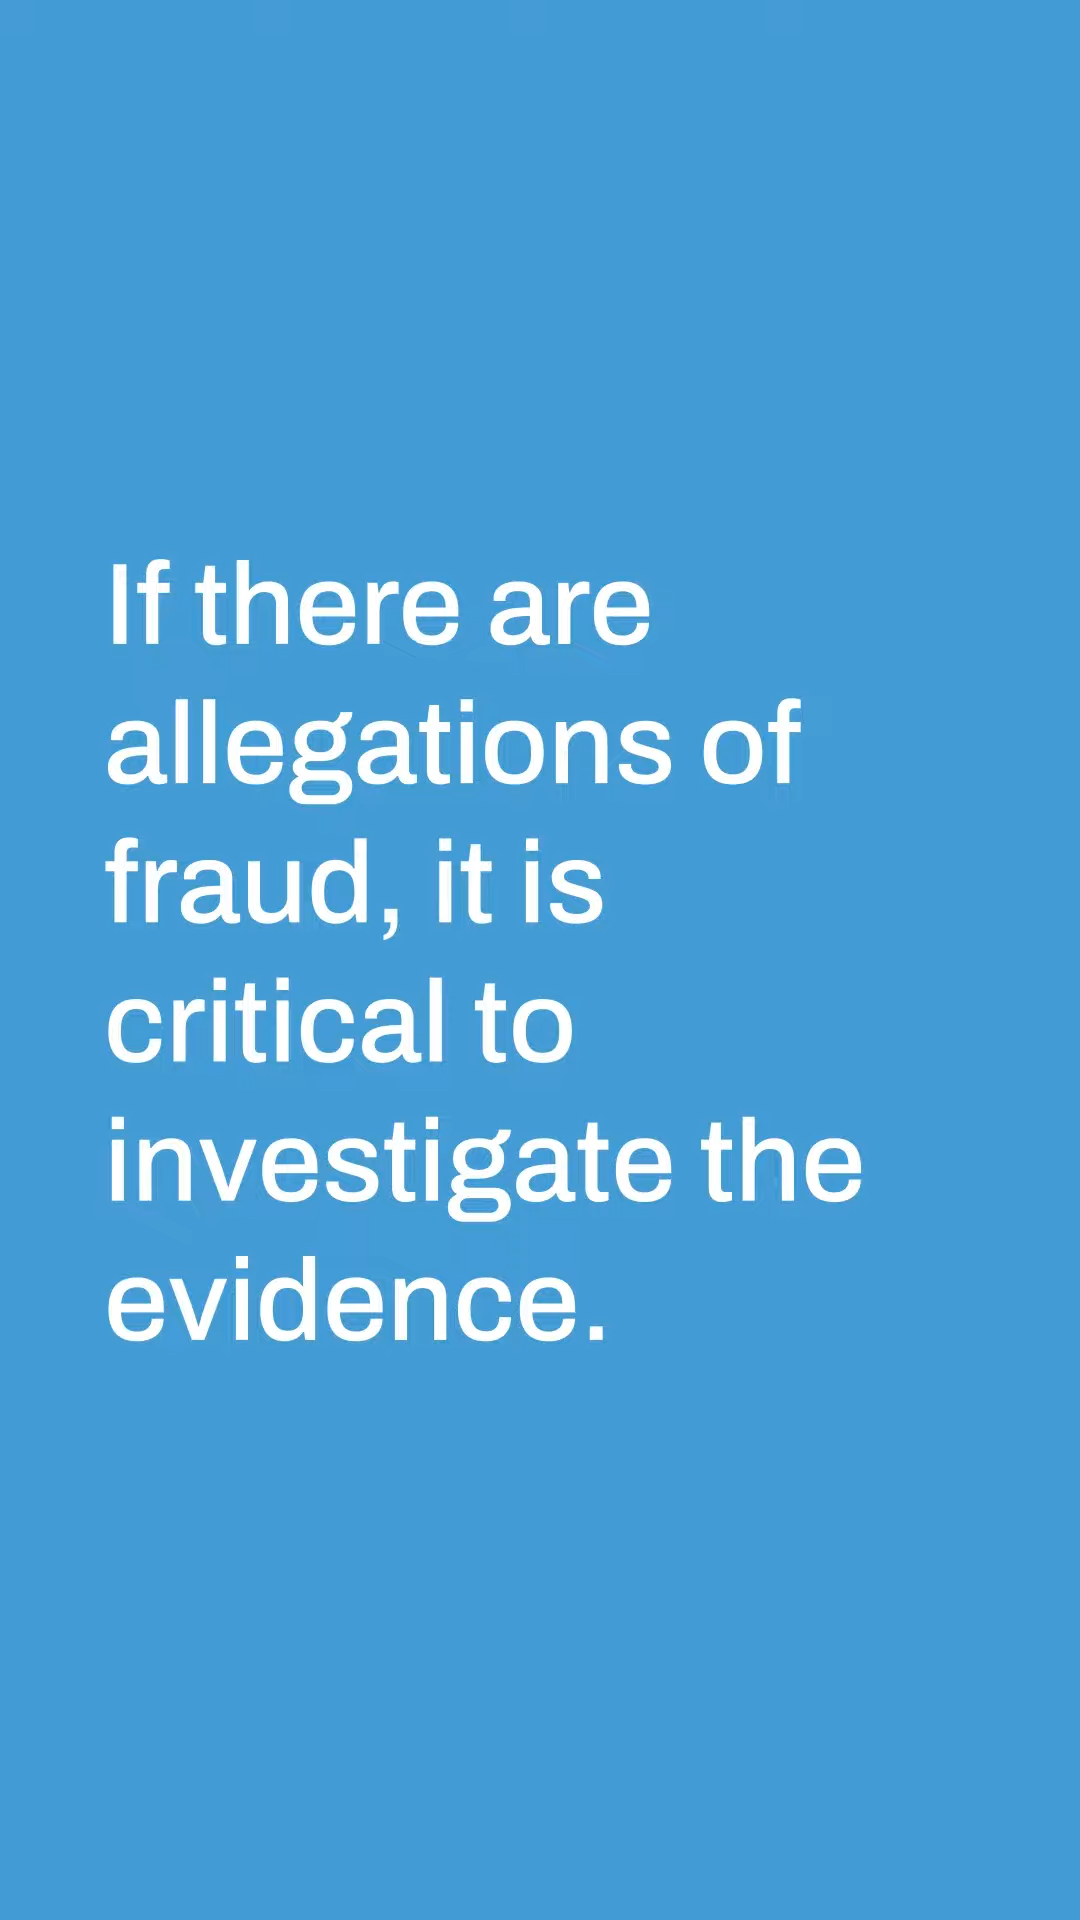 If there are
allegations of
fraud, it is
critical to
investigate the
evidence.